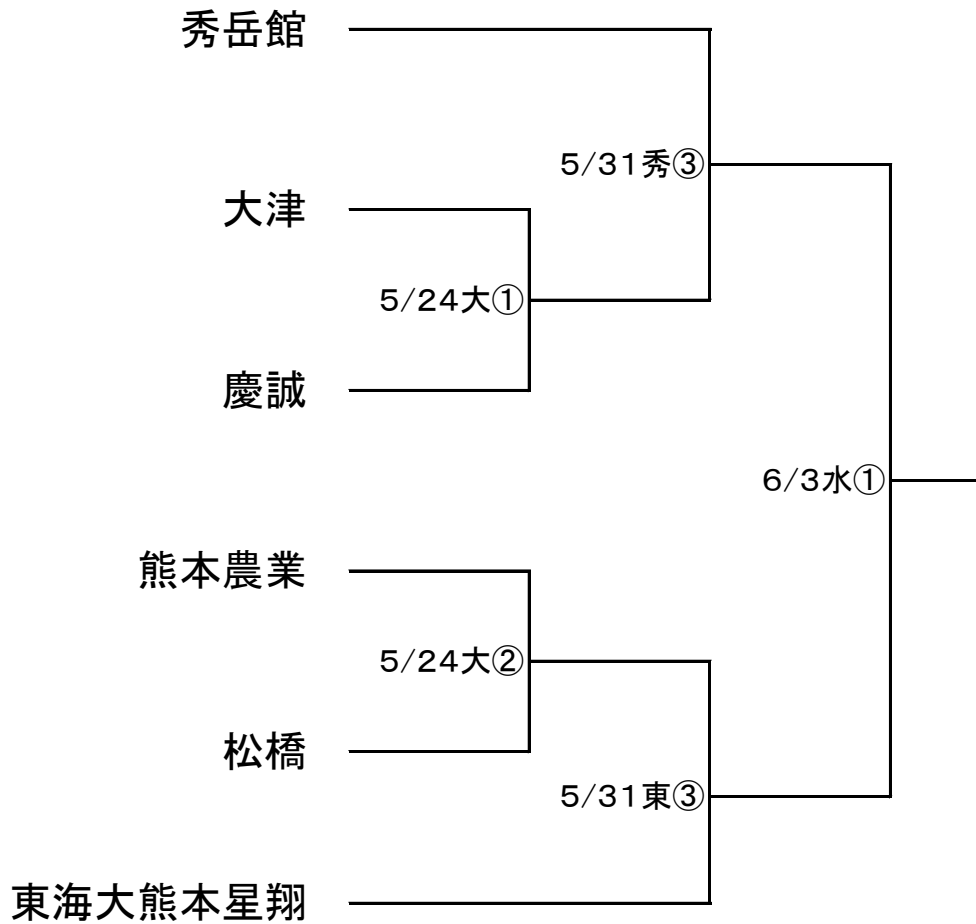 秀岳館
5/31秀③
大津
5/24大①
慶誠
6/3水①
熊本農業
5/24大②
松橋
5/31東③
東海大熊本星翔